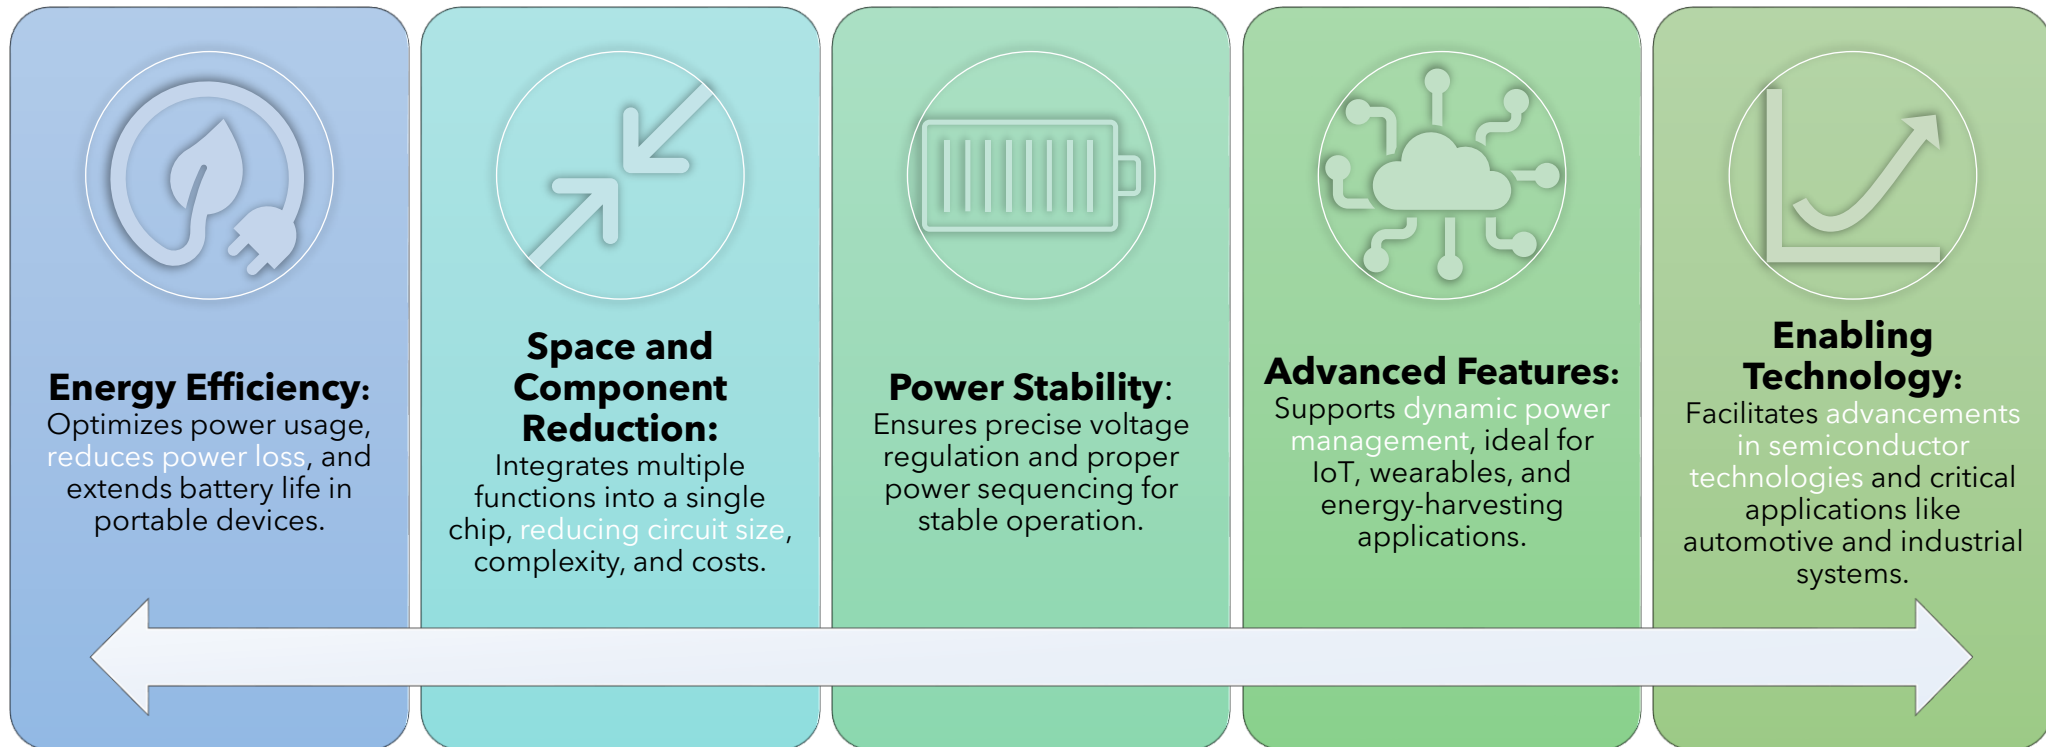 Energy Efficiency:
Optimizes power usage,
reduces power loss, and
extends battery life in
portable devices.
Space and
Component
Reduction:
Integrates multiple
functions into a single
chip, reducing circuit size,
complexity, and costs.
Power Stability:
Ensures precise voltage
regulation and proper
power sequencing for
stable operation.
Advanced Features:
Supports dynamic power
management, ideal for
IoT, wearables, and
energy-harvesting
applications.
Enabling
Technology:
Facilitates advancements
in semiconductor
technologies and critical
applications like
automotive and industrial
systems.